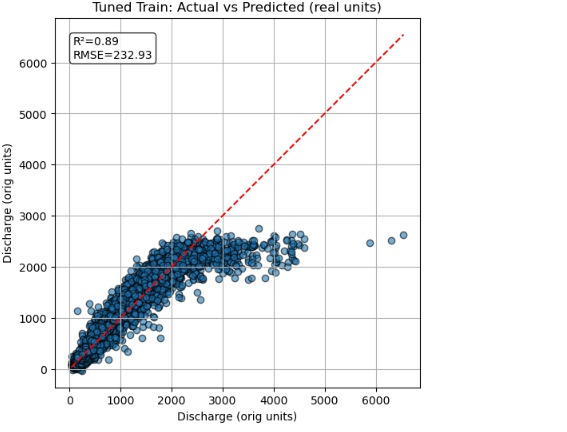 Tuned Train: Actual vs Predicted (real units)
R²=0.89
RMSE=232.93
6000
5000
4000
3000
2000
1000
0
Discharge (orig units)
0 1000 2000 3000 4000 5000 6000
Discharge (orig units)